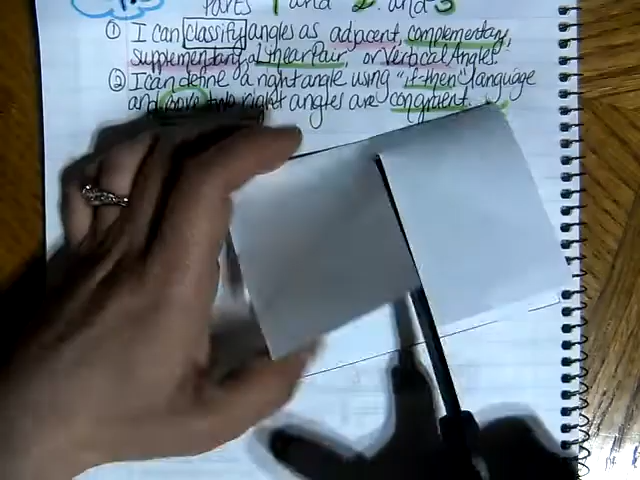 Parts 1 and 2. and 3
① I can classify angles as adjacent, complementary,
supplementary, Linear Pair, or Vertical Angles.
② I can define a right angle using "if-then" language
and prove two right angles are congruent.